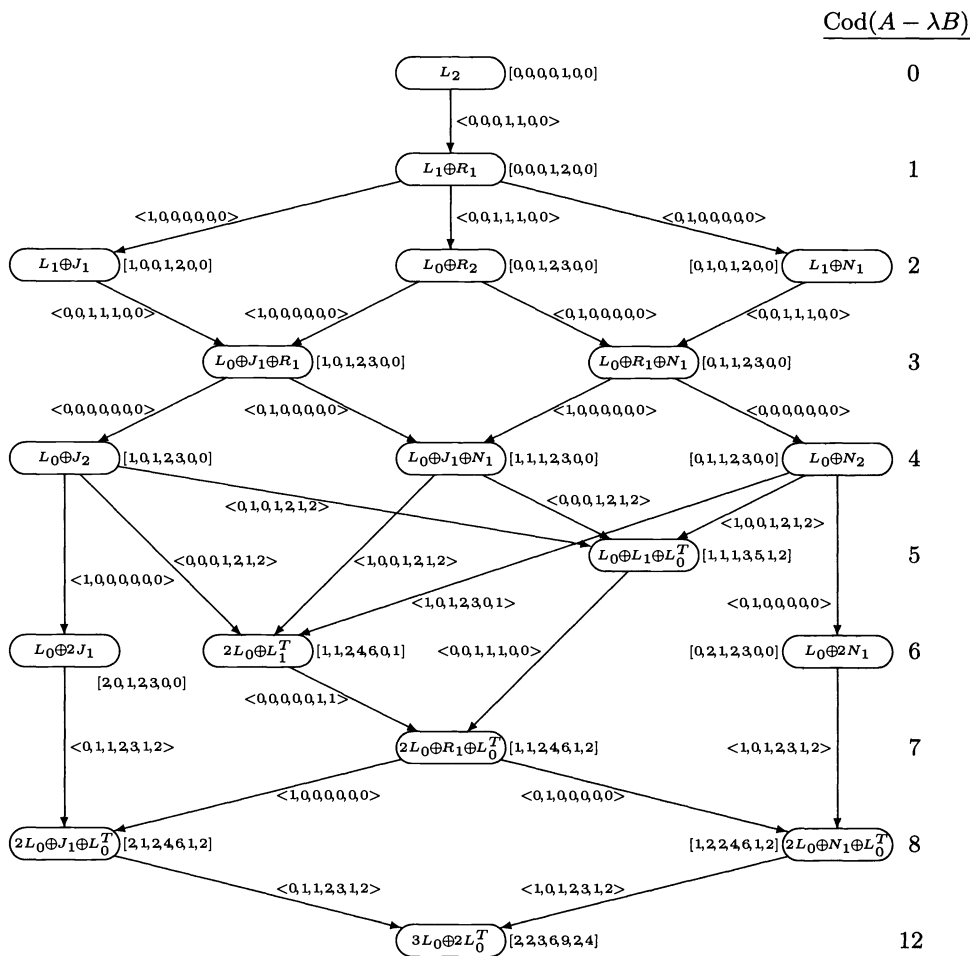 Cod(A − λB)
L₂ [0,0,0,0,1,0,0] 0
<0,0,0,1,1,0,0>
L₁⊕R₁ [0,0,0,1,2,0,0] 1
<1,0,0,0,0,0,0> <0,0,1,1,1,0,0> <0,1,0,0,0,0,0>
L₁⊕J₁ [1,0,0,1,2,0,0] L₀⊕R₂ [0,0,1,2,3,0,0] [0,1,0,1,2,0,0] L₁⊕N₁ 2
<0,0,1,1,1,0,0> <1,0,0,0,0,0,0> <0,1,0,0,0,0,0> <0,0,1,1,1,0,0>
L₀⊕J₁⊕R₁ [1,0,1,2,3,0,0] L₀⊕R₁⊕N₁ [0,1,1,2,3,0,0] 3
<0,0,0,0,0,0,0> <0,1,0,0,0,0,0> <1,0,0,0,0,0,0> <0,0,0,0,0,0,0>
L₀⊕J₂ [1,0,1,2,3,0,0] L₀⊕J₁⊕N₁ [1,1,1,2,3,0,0] [0,1,1,2,3,0,0] L₀⊕N₂ 4
<0,1,0,1,2,1,2> <0,0,0,1,2,1,2> <1,0,0,1,2,1,2>
L₀⊕L₁⊕L₀ᵀ [1,1,1,3,5,1,2] 5
<1,0,0,0,0,0,0> <0,0,0,1,2,1,2> <1,0,0,1,2,1,2> <1,0,1,2,3,0,1> <0,1,0,0,0,0,0>
L₀⊕2J₁ 2L₀⊕L₁ᵀ [1,1,2,4,6,0,1] <0,0,1,1,1,0,0> [0,2,1,2,3,0,0] L₀⊕2N₁ 6
[2,0,1,2,3,0,0] <0,0,0,0,0,1,1>
<0,1,1,2,3,1,2> 2L₀⊕R₁⊕L₀ᵀ [1,1,2,4,6,1,2] <1,0,1,2,3,1,2> 7
<1,0,0,0,0,0,0> <0,1,0,0,0,0,0>
2L₀⊕J₁⊕L₀ᵀ [2,1,2,4,6,1,2] [1,2,2,4,6,1,2] 2L₀⊕N₁⊕L₀ᵀ 8
<0,1,1,2,3,1,2> <1,0,1,2,3,1,2>
3L₀⊕2L₀ᵀ [2,2,3,6,9,2,4] 12